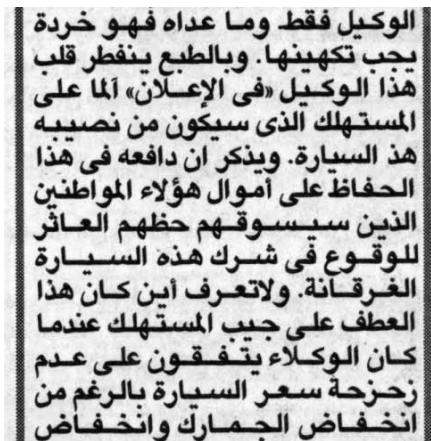 الوكيل فقط وما عداه فهو خردة
يجب تكهينها. وبالطبع ينفطر قلب
هذا الوكيل «فى الإعلان» آلما على
المستهلك الذى سيكون من نصيبه
هذ السيارة. ويذكر ان دافعه فى هذا
الحفاظ على أموال هؤلاء المواطنين
الذين سيسوقهم حظهم العاثر
للوقوع فى شرك هذه السيارة
الغرقانة. ولاتعرف أين كان هذا
العطف على جيب المستهلك عندما
كان الوكلاء يتفقون على عدم
زحزحة سعر السيارة بالرغم من
انخفاض الجمارك وانخفاض